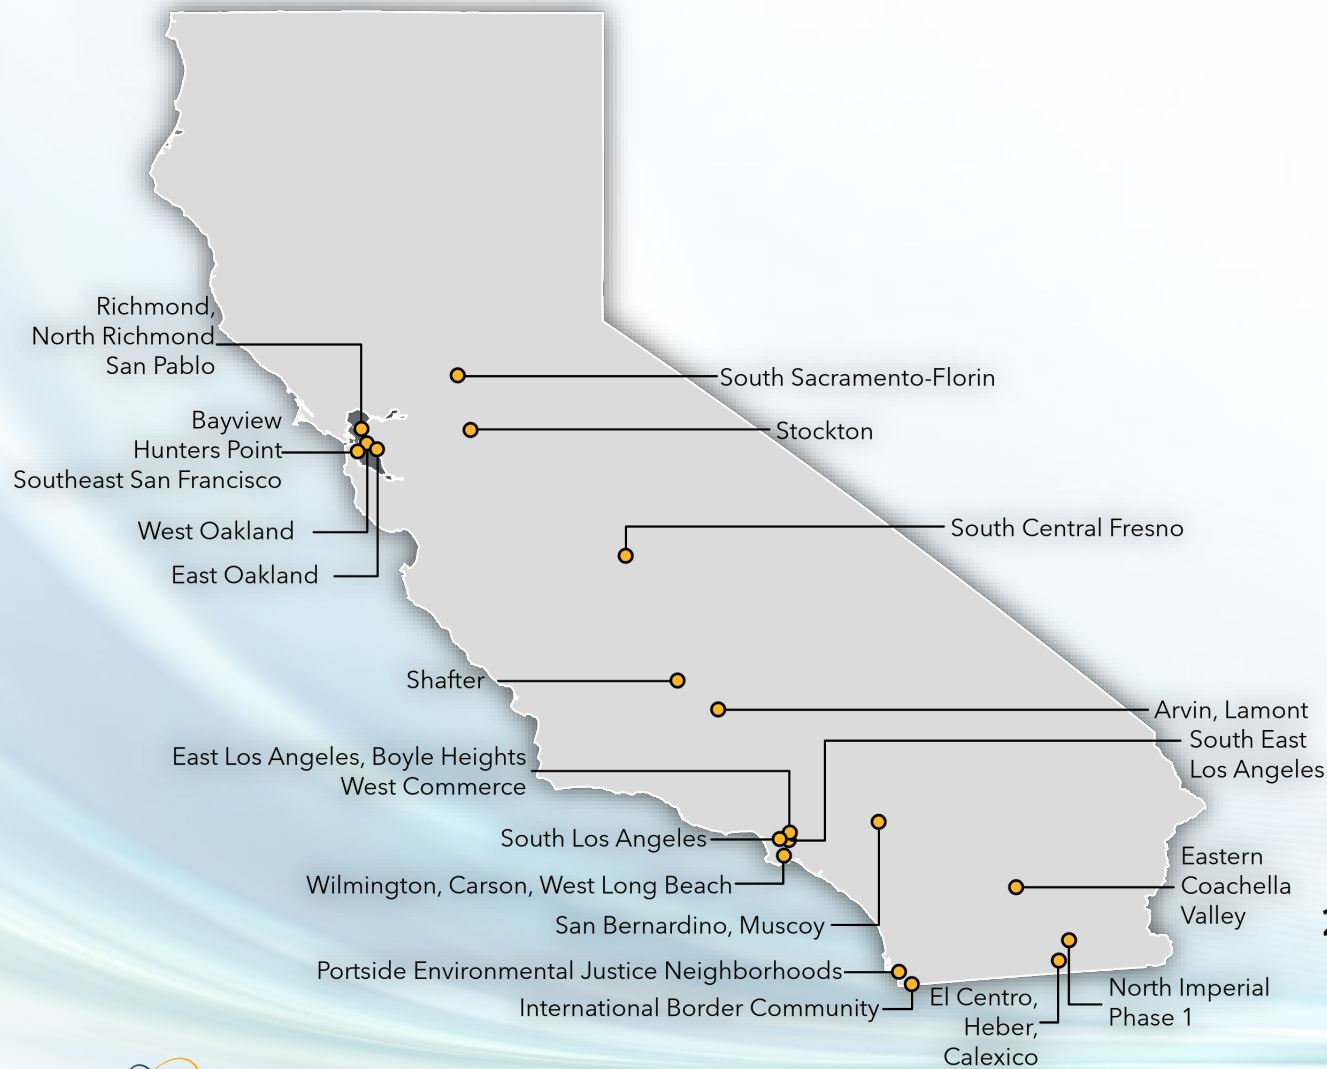 Richmond,
North Richmond
San Pablo
South Sacramento-Florin
Bayview
Hunters Point
Southeast San Francisco
Stockton
West Oakland
South Central Fresno
East Oakland
Shafter
Arvin, Lamont
South East
Los Angeles
East Los Angeles, Boyle Heights
West Commerce
South Los Angeles
Wilmington, Carson, West Long Beach
Eastern
Coachella
Valley
San Bernardino, Muscoy
Portside Environmental Justice Neighborhoods
International Border Community
El Centro,
Heber,
Calexico
North Imperial
Phase 1